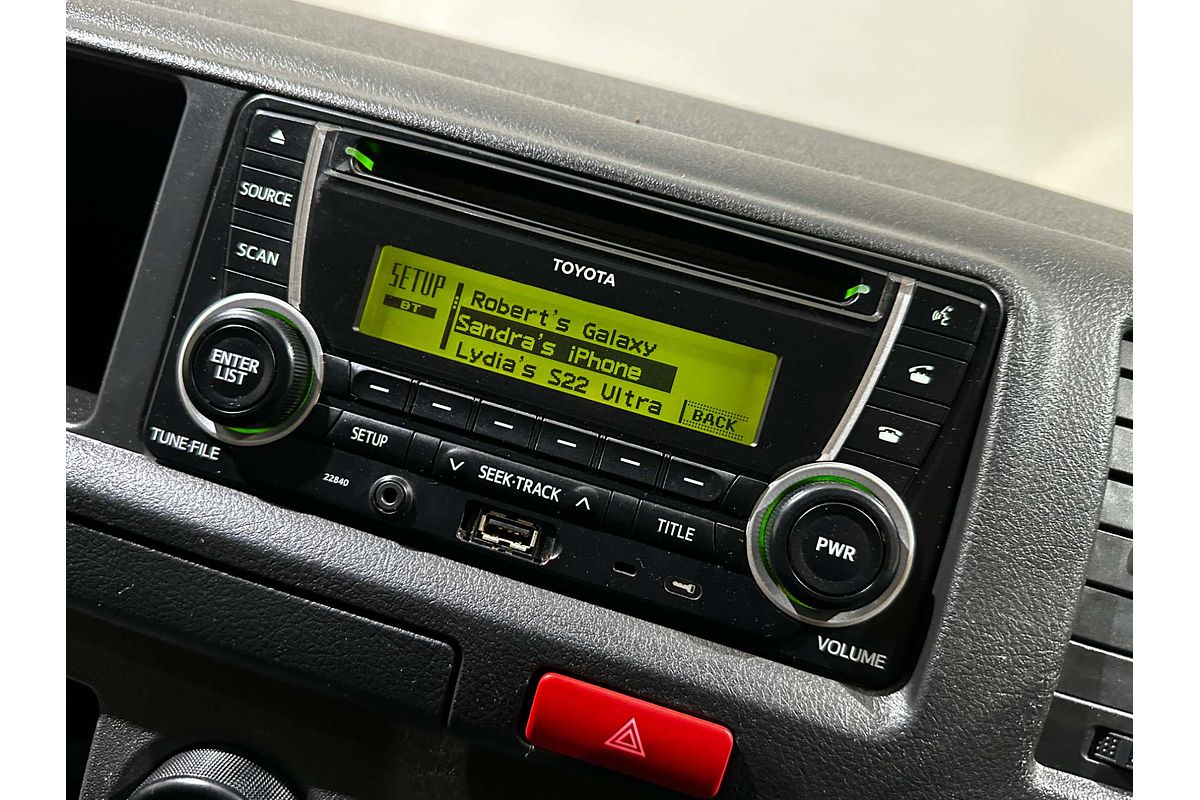 SOURCE
SCAN
TOYOTA
SETUP
BT
Robert's Galaxy
Sandra's iPhone
Lydia's S22 Ultra
BACK
ENTER
LIST
TUNE·FILE
SETUP
SEEK·TRACK
TITLE
22840
PWR
VOLUME